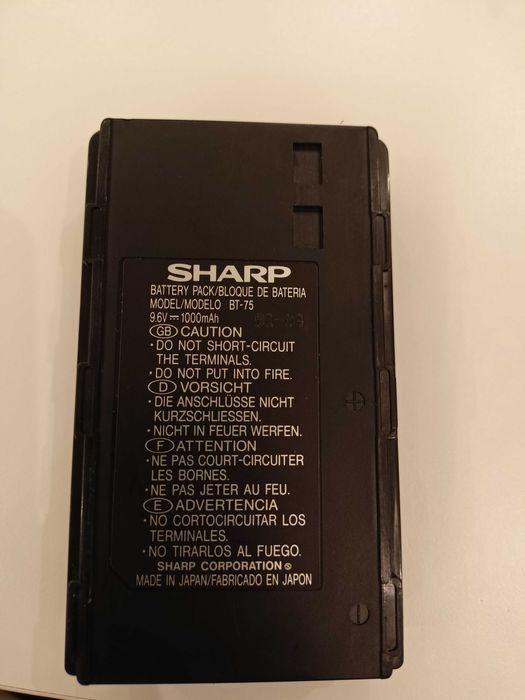 SHARP
BATTERY PACK/BLOQUE DE BATERIA
MODEL/MODELO BT-75
9.6V⎓1000mAh
GB CAUTION
·DO NOT SHORT-CIRCUIT
THE TERMINALS.
·DO NOT PUT INTO FIRE.
D VORSICHT
·DIE ANSCHLÜSSE NICHT
KURZSCHLIESSEN.
·NICHT IN FEUER WERFEN.
F ATTENTION
·NE PAS COURT-CIRCUITER
LES BORNES.
·NE PAS JETER AU FEU.
E ADVERTENCIA
·NO CORTOCIRCUITAR LOS
TERMINALES.
·NO TIRARLOS AL FUEGO.
SHARP CORPORATION
MADE IN JAPAN/FABRICADO EN JAPON
+
-